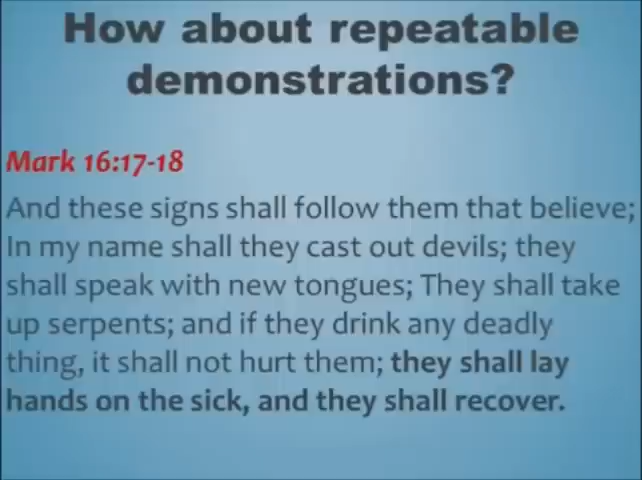 How about repeatable
demonstrations?
Mark 16:17-18
And these signs shall follow them that believe;
In my name shall they cast out devils; they
shall speak with new tongues; They shall take
up serpents; and if they drink any deadly
thing, it shall not hurt them; they shall lay
hands on the sick, and they shall recover.